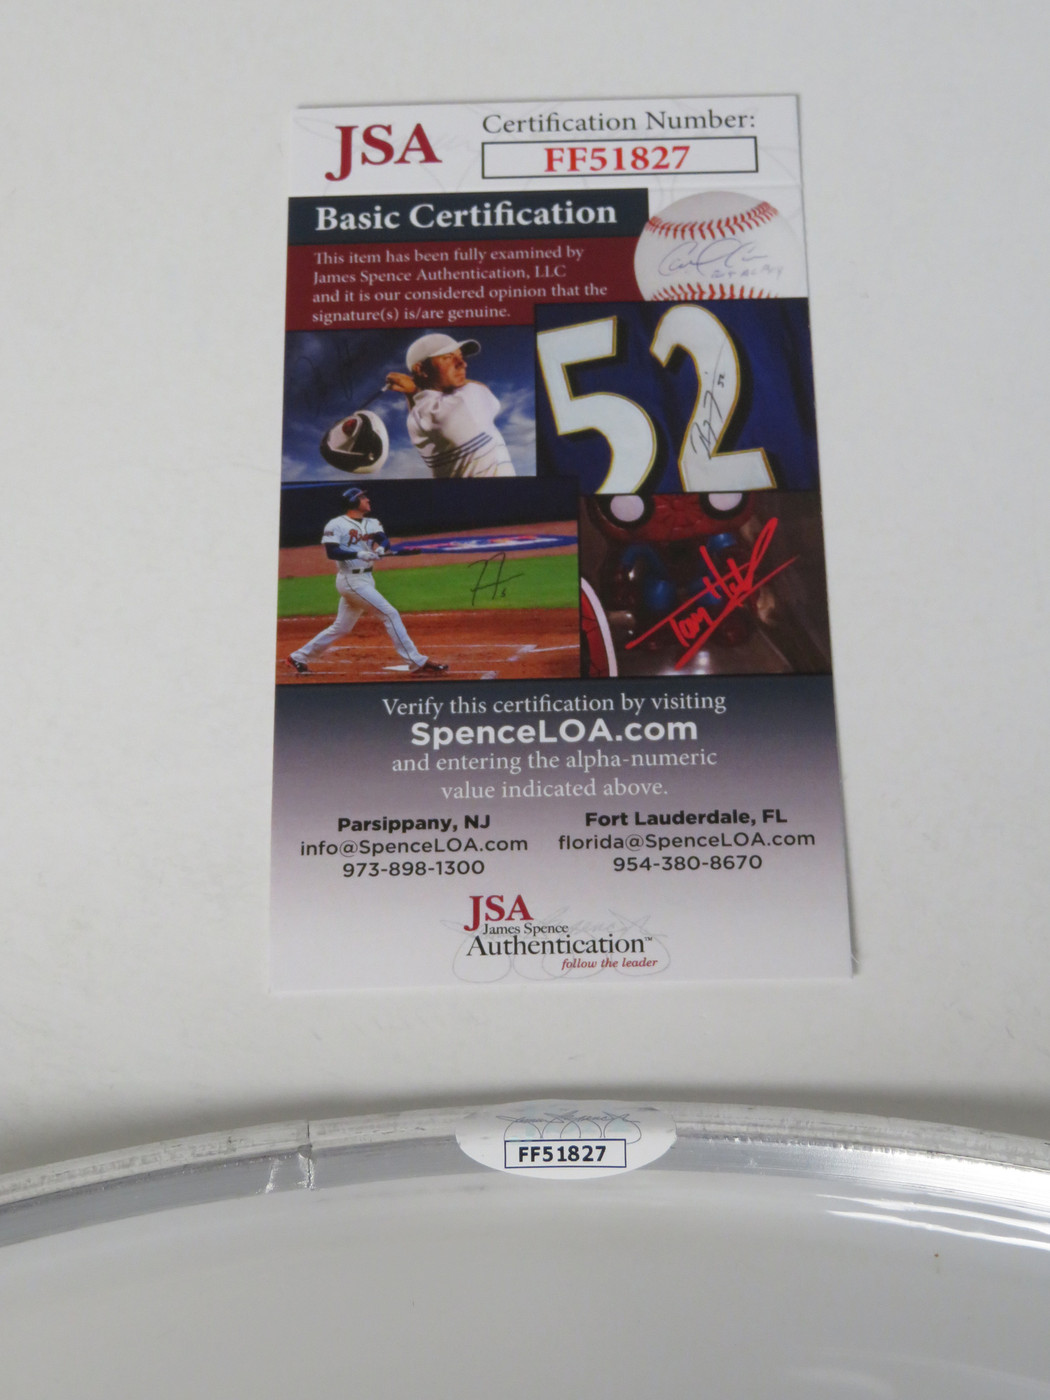 JSA
Certification Number:
FF51827
Basic Certification
This item has been fully examined by
James Spence Authentication, LLC
and it is our considered opinion that the
signature(s) is/are genuine.
52
Tony
Verify this certification by visiting
SpenceLOA.com
and entering the alpha-numeric
value indicated above.
Parsippany, NJ
info@SpenceLOA.com
973-898-1300
Fort Lauderdale, FL
florida@SpenceLOA.com
954-380-8670
JSA
James Spence
Authentication™
follow the leader
FF51827